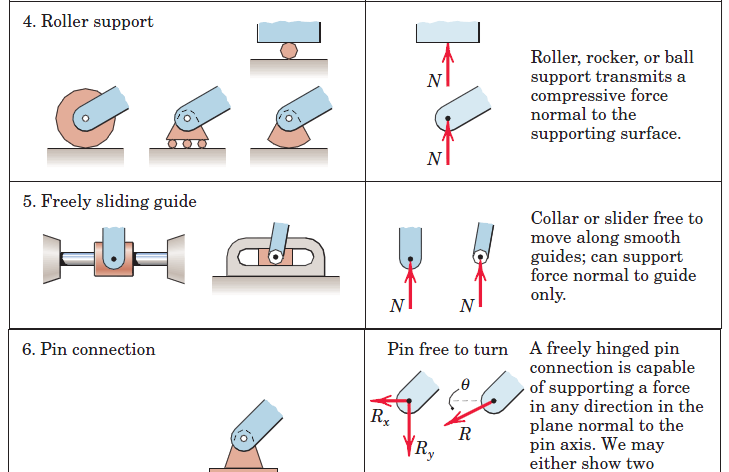 4. Roller support
N
N
Roller, rocker, or ball
support transmits a
compressive force
normal to the
supporting surface.
5. Freely sliding guide
N
N
Collar or slider free to
move along smooth
guides; can support
force normal to guide
only.
6. Pin connection
Pin free to turn
θ
Rx
R
Ry
A freely hinged pin
connection is capable
of supporting a force
in any direction in the
plane normal to the
pin axis. We may
either show two